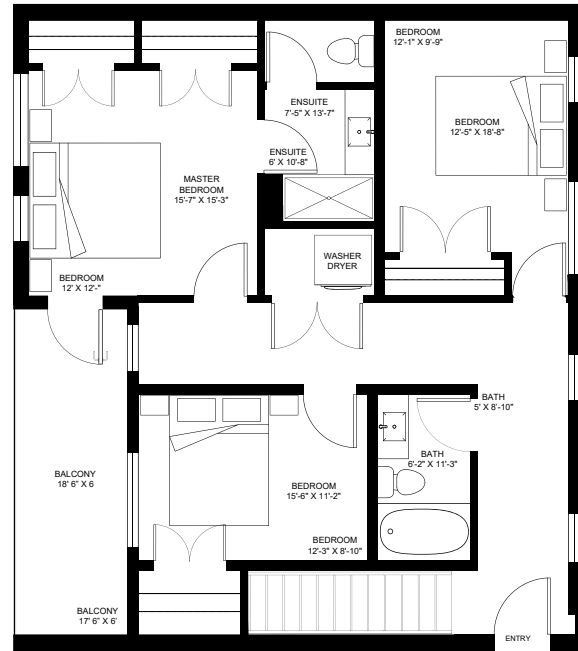 BEDROOM
12'-1" X 9'-9"
ENSUITE
7'-5" X 13'-7"
BEDROOM
12'-5" X 18'-8"
ENSUITE
6' X 10'-8"
MASTER
BEDROOM
15'-7" X 15'-3"
WASHER
DRYER
BEDROOM
12' X 12'-"
BATH
5' X 8'-10"
BATH
6'-2" X 11'-3"
BALCONY
18' 6" X 6
BEDROOM
15'-6" X 11'-2"
BEDROOM
12'-3" X 8'-10"
BALCONY
17' 6" X 6'
ENTRY